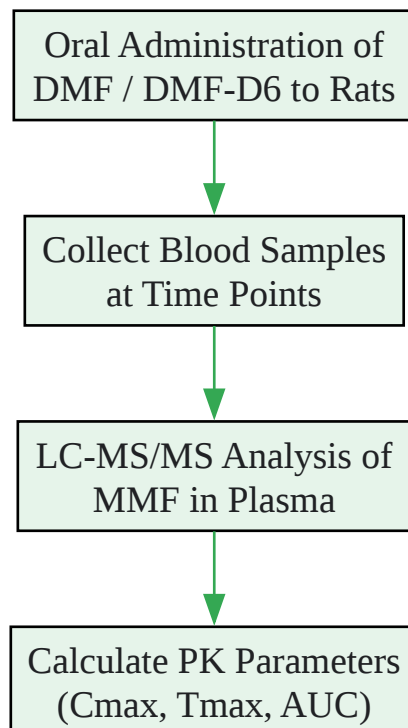 Oral Administration of
DMF / DMF-D6 to Rats
Collect Blood Samples
at Time Points
LC-MS/MS Analysis of
MMF in Plasma
Calculate PK Parameters
(Cmax, Tmax, AUC)